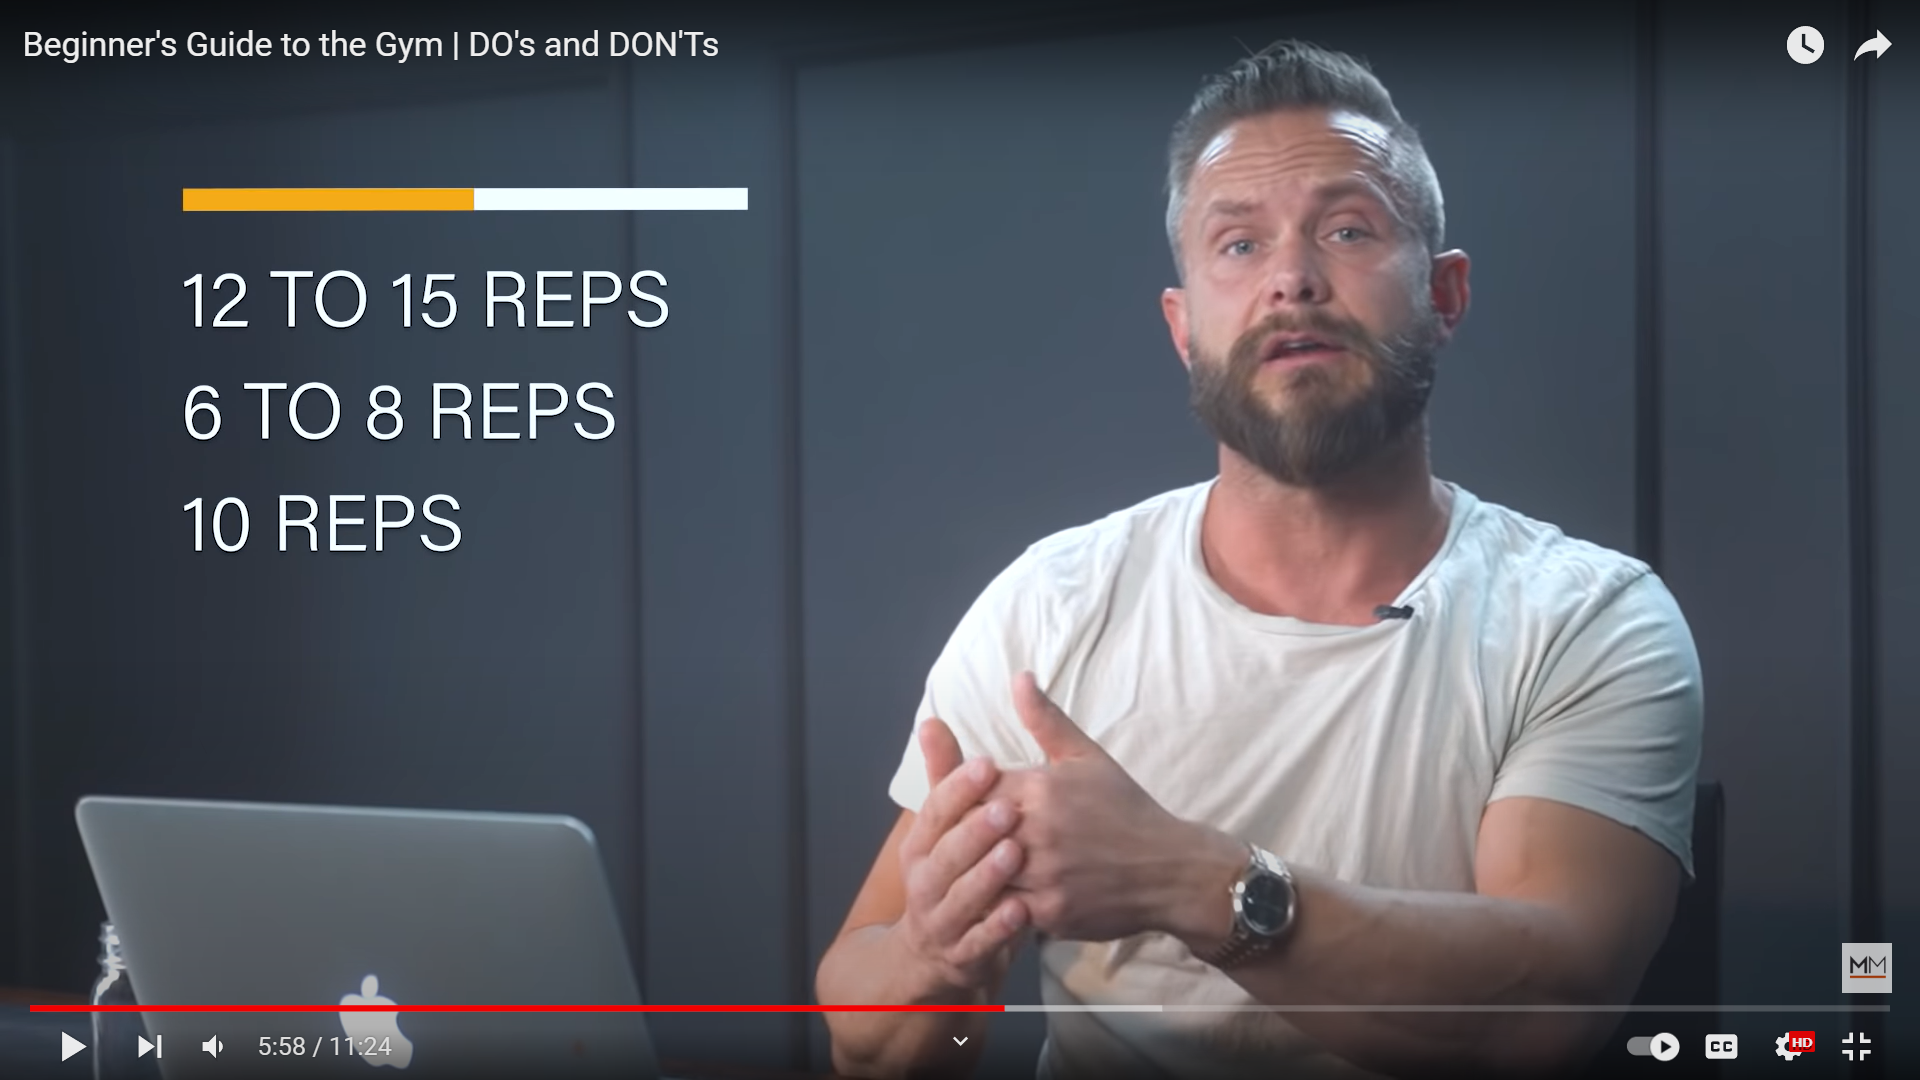 Beginner's Guide to the Gym | DO's and DON'Ts
12 TO 15 REPS
6 TO 8 REPS
10 REPS
MM
5:58 / 11:24
CC
HD